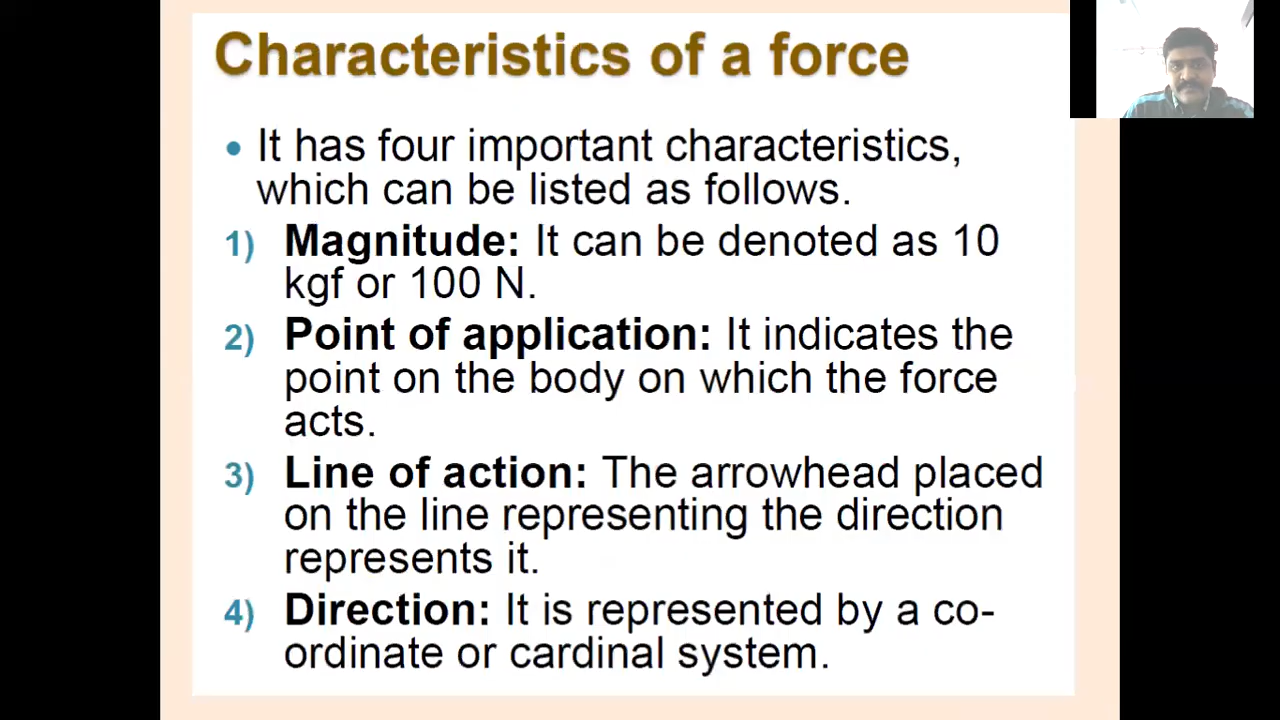 Characteristics of a force
• It has four important characteristics,
which can be listed as follows.
1) Magnitude: It can be denoted as 10
kgf or 100 N.
2) Point of application: It indicates the
point on the body on which the force
acts.
3) Line of action: The arrowhead placed
on the line representing the direction
represents it.
4) Direction: It is represented by a co-
ordinate or cardinal system.